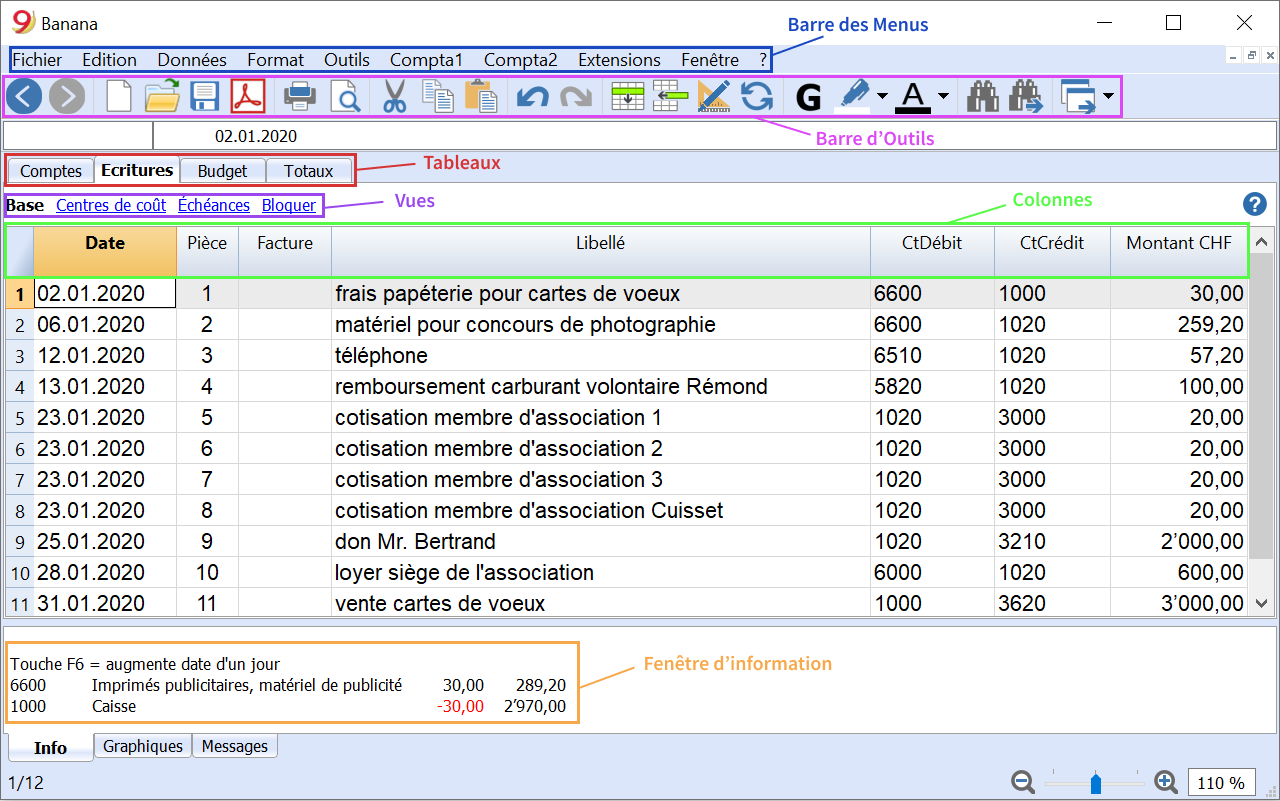 Banana
Barre des Menus
Fichier Edition Données Format Outils Compta1 Compta2 Extensions Fenêtre ?
G A
02.01.2020
Barre d'Outils
Comptes Ecritures Budget Totaux
Tableaux
Base Centres de coût Échéances Bloquer
Vues
Colonnes
?
Date Pièce Facture Libellé CtDébit CtCrédit Montant CHF
1 02.01.2020 1 frais papéterie pour cartes de voeux 6600 1000 30,00
2 06.01.2020 2 matériel pour concours de photographie 6600 1020 259,20
3 12.01.2020 3 téléphone 6510 1020 57,20
4 13.01.2020 4 remboursement carburant volontaire Rémond 5820 1020 100,00
5 23.01.2020 5 cotisation membre d'association 1 1020 3000 20,00
6 23.01.2020 6 cotisation membre d'association 2 1020 3000 20,00
7 23.01.2020 7 cotisation membre d'association 3 1020 3000 20,00
8 23.01.2020 8 cotisation membre d'association Cuisset 1020 3000 20,00
9 25.01.2020 9 don Mr. Bertrand 1020 3210 2’000,00
10 28.01.2020 10 loyer siège de l'association 6000 1020 600,00
11 31.01.2020 11 vente cartes de voeux 1000 3620 3’000,00
Touche F6 = augmente date d'un jour
Fenêtre d’information
6600 Imprimés publicitaires, matériel de publicité 30,00 289,20
1000 Caisse -30,00 2’970,00
Info Graphiques Messages
1/12
110 %